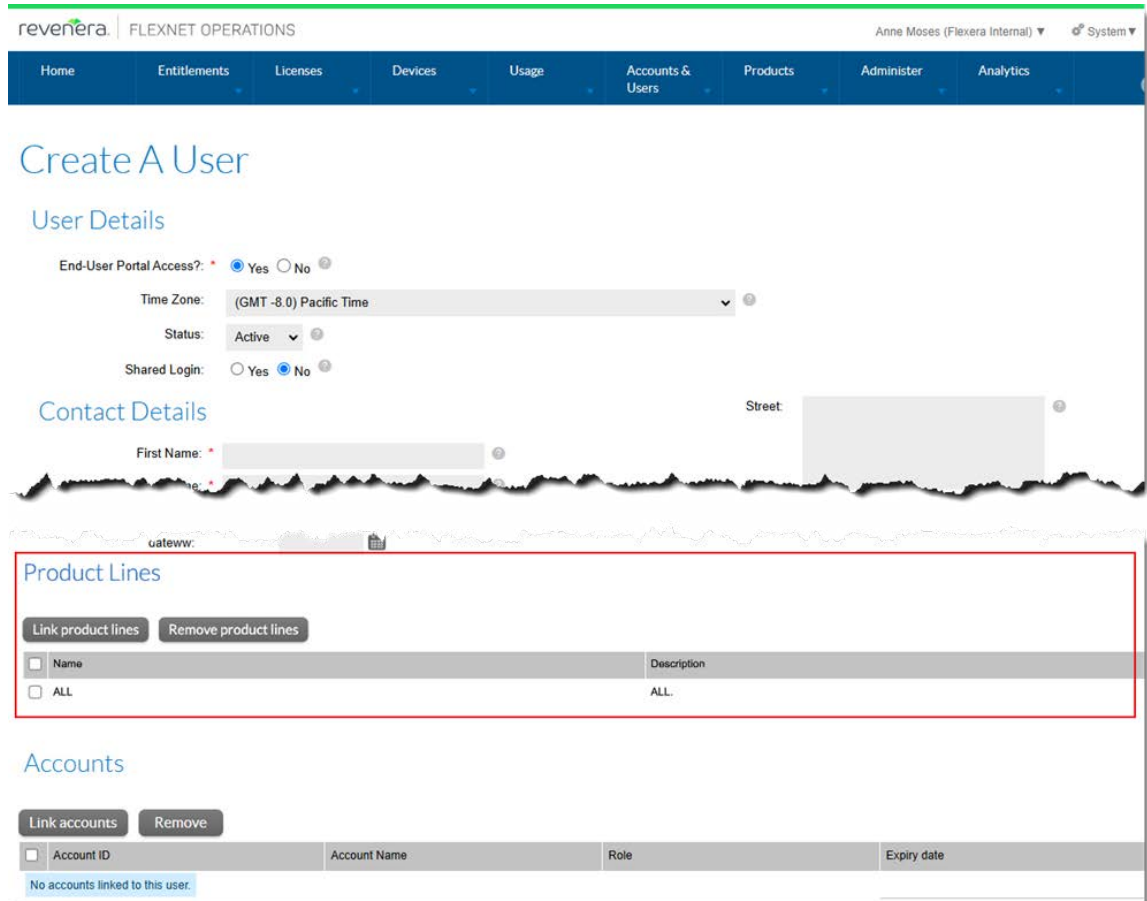 revenera. FLEXNET OPERATIONS
Anne Moses (Flexera Internal) ▼ System ▼
Home Entitlements Licenses Devices Usage Accounts & Users Products Administer Analytics
Create A User
User Details
End-User Portal Access?: * Yes No
Time Zone: (GMT -8.0) Pacific Time
Status: Active
Shared Login: Yes No
Contact Details
Street:
First Name: *
Product Lines
Link product lines Remove product lines
Name Description
ALL ALL.
Accounts
Link accounts Remove
Account ID Account Name Role Expiry date
No accounts linked to this user.